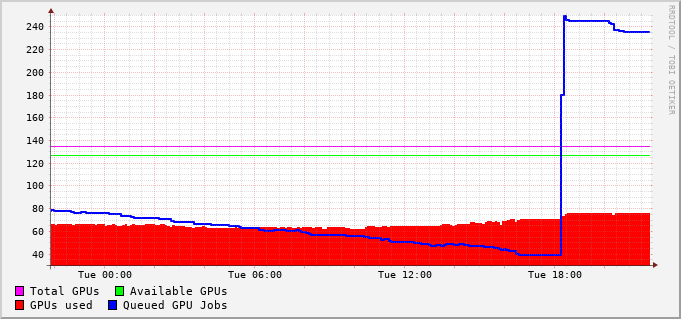 RRDTOOL / TOBI OETIKER
240
220
200
180
160
140
120
100
80
60
40
Tue 00:00 Tue 06:00 Tue 12:00 Tue 18:00
Total GPUs Available GPUs
GPUs used Queued GPU Jobs